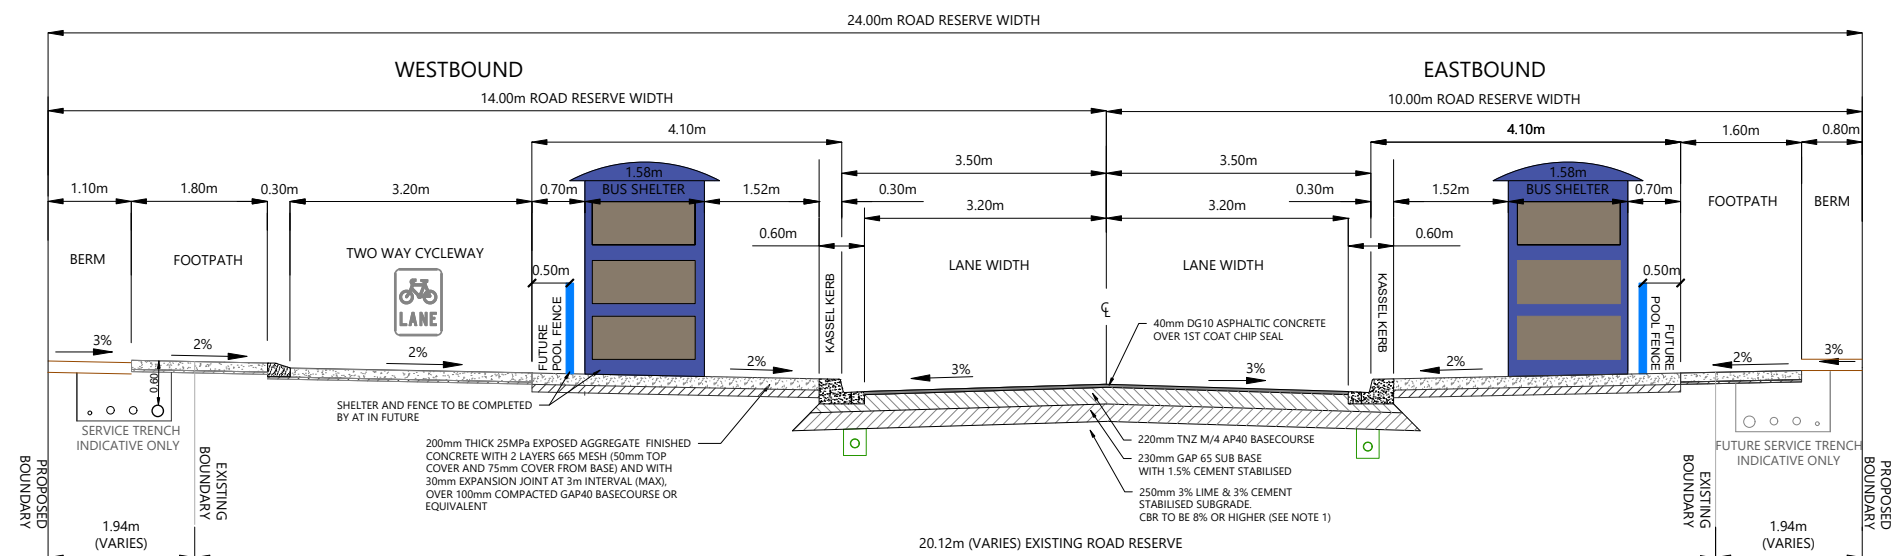 24.00m ROAD RESERVE WIDTH
WESTBOUND
EASTBOUND
14.00m ROAD RESERVE WIDTH
10.00m ROAD RESERVE WIDTH
4.10m
4.10m
1.60m
0.80m
3.50m
3.50m
1.58m
BUS SHELTER
1.58m
BUS SHELTER
1.10m
1.80m
0.30m
3.20m
0.70m
1.52m
0.30m
0.30m
1.52m
0.70m
FOOTPATH
BERM
3.20m
3.20m
0.60m
0.60m
BERM
FOOTPATH
TWO WAY CYCLEWAY
LANE WIDTH
LANE WIDTH
0.50m
0.50m
LANE
FUTURE
POOL FENCE
KASSEL KERB
KASSEL KERB
POOL FENCE
FUTURE
CL
40mm DG10 ASPHALTIC CONCRETE
OVER 1ST COAT CHIP SEAL
3%
2%
2%
2%
3%
3%
2%
2%
3%
0.60
SHELTER AND FENCE TO BE COMPLETED
BY AT IN FUTURE
SERVICE TRENCH
INDICATIVE ONLY
200mm THICK 25MPa EXPOSED AGGREGATE FINISHED
CONCRETE WITH 2 LAYERS 665 MESH (50mm TOP
COVER AND 75mm COVER FROM BASE) AND WITH
30mm EXPANSION JOINT AT 3m INTERVAL (MAX),
OVER 100mm COMPACTED GAP40 BASECOURSE OR
EQUIVALENT
220mm TNZ M/4 AP40 BASECOURSE
230mm GAP 65 SUB BASE
WITH 1.5% CEMENT STABILISED
250mm 3% LIME & 3% CEMENT
STABILISED SUBGRADE.
CBR TO BE 8% OR HIGHER (SEE NOTE 1)
FUTURE SERVICE TRENCH
INDICATIVE ONLY
PROPOSED
BOUNDARY
EXISTING
BOUNDARY
EXISTING
BOUNDARY
PROPOSED
BOUNDARY
1.94m
(VARIES)
20.12m (VARIES) EXISTING ROAD RESERVE
1.94m
(VARIES)